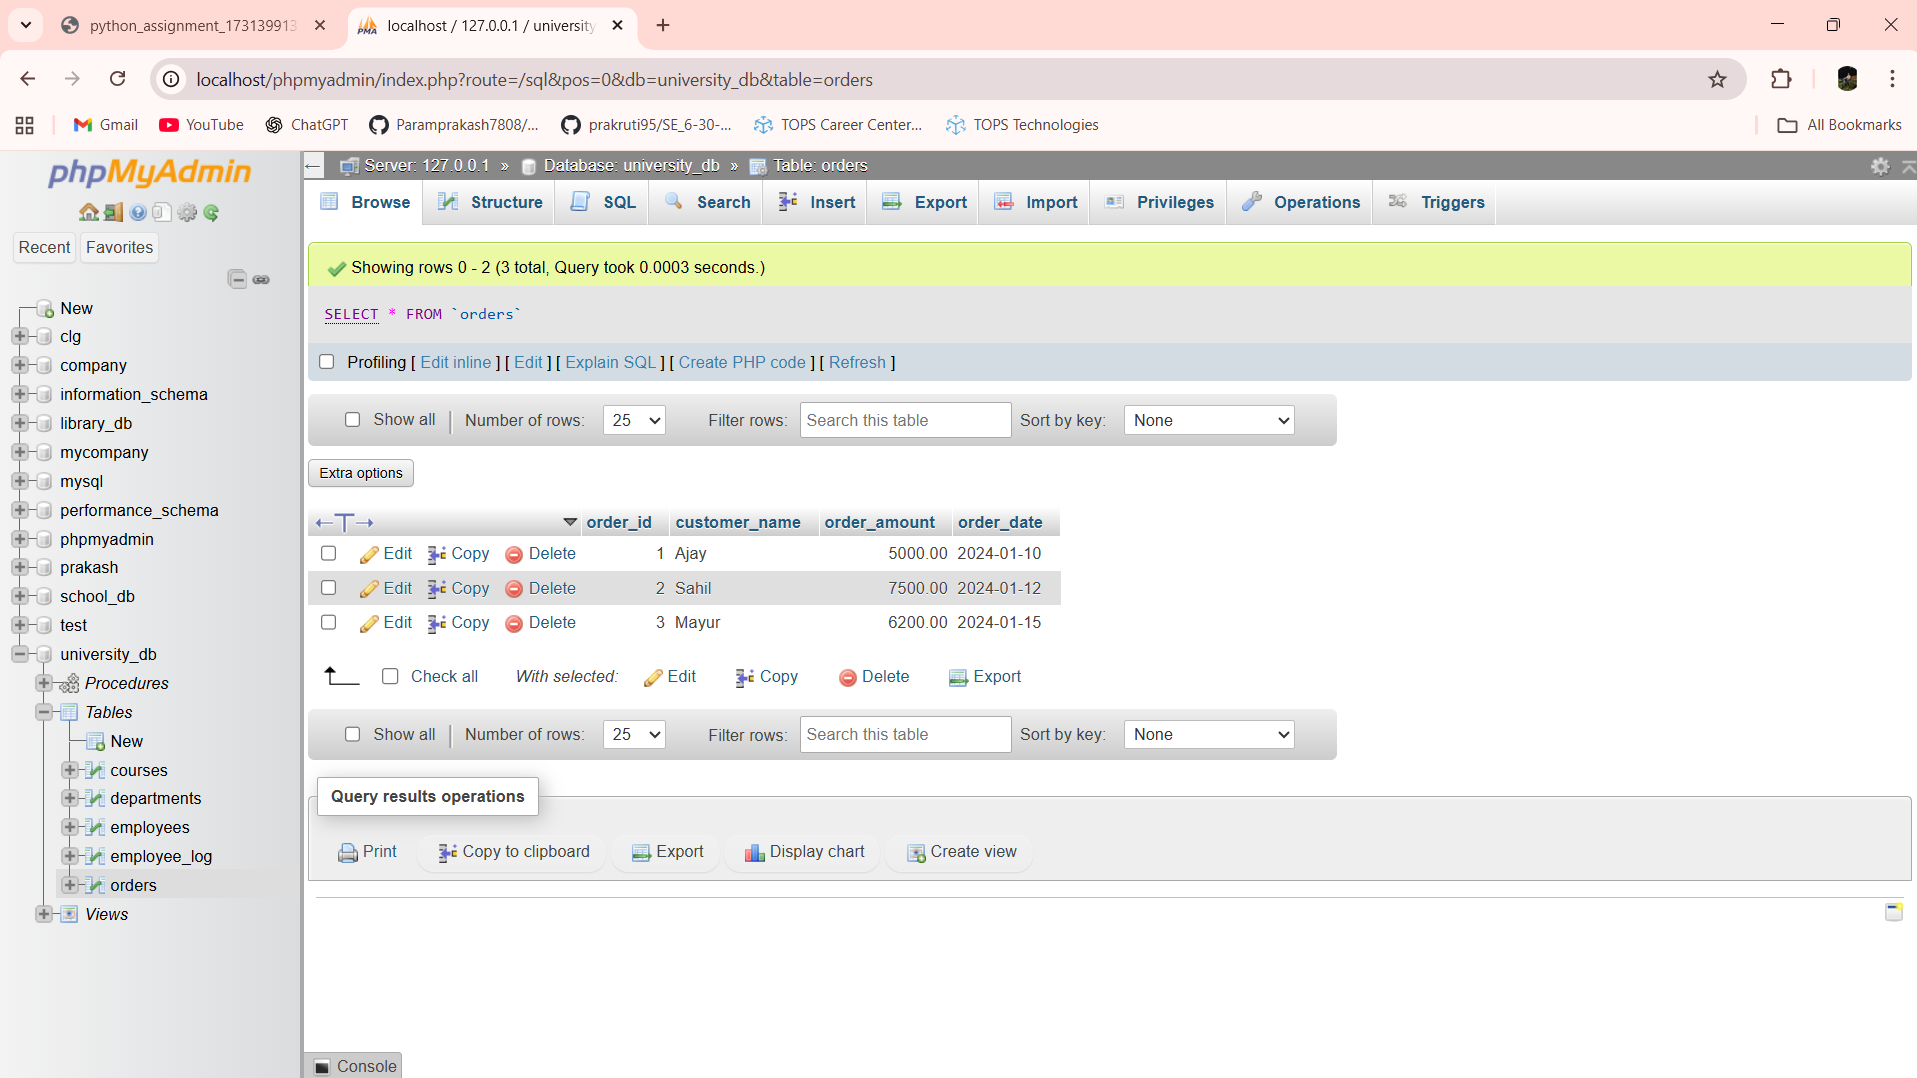 python_assignment_173139913
localhost / 127.0.0.1 / university
localhost/phpmyadmin/index.php?route=/sql&pos=0&db=university_db&table=orders
Gmail YouTube ChatGPT Paramprakash7808/... prakruti95/SE_6-30-... TOPS Career Center... TOPS Technologies All Bookmarks
phpMyAdmin
Recent Favorites
New
clg
company
information_schema
library_db
mycompany
mysql
performance_schema
phpmyadmin
prakash
school_db
test
university_db
Procedures
Tables
New
courses
departments
employees
employee_log
orders
Views
Server: 127.0.0.1 » Database: university_db » Table: orders
Browse Structure SQL Search Insert Export Import Privileges Operations Triggers
Showing rows 0 - 2 (3 total, Query took 0.0003 seconds.)
SELECT * FROM `orders`
Profiling [ Edit inline ] [ Edit ] [ Explain SQL ] [ Create PHP code ] [ Refresh ]
Show all Number of rows: 25 Filter rows: Search this table Sort by key: None
Extra options
order_id customer_name order_amount order_date
Edit Copy Delete 1 Ajay 5000.00 2024-01-10
Edit Copy Delete 2 Sahil 7500.00 2024-01-12
Edit Copy Delete 3 Mayur 6200.00 2024-01-15
Check all With selected: Edit Copy Delete Export
Show all Number of rows: 25 Filter rows: Search this table Sort by key: None
Query results operations
Print Copy to clipboard Export Display chart Create view
Console